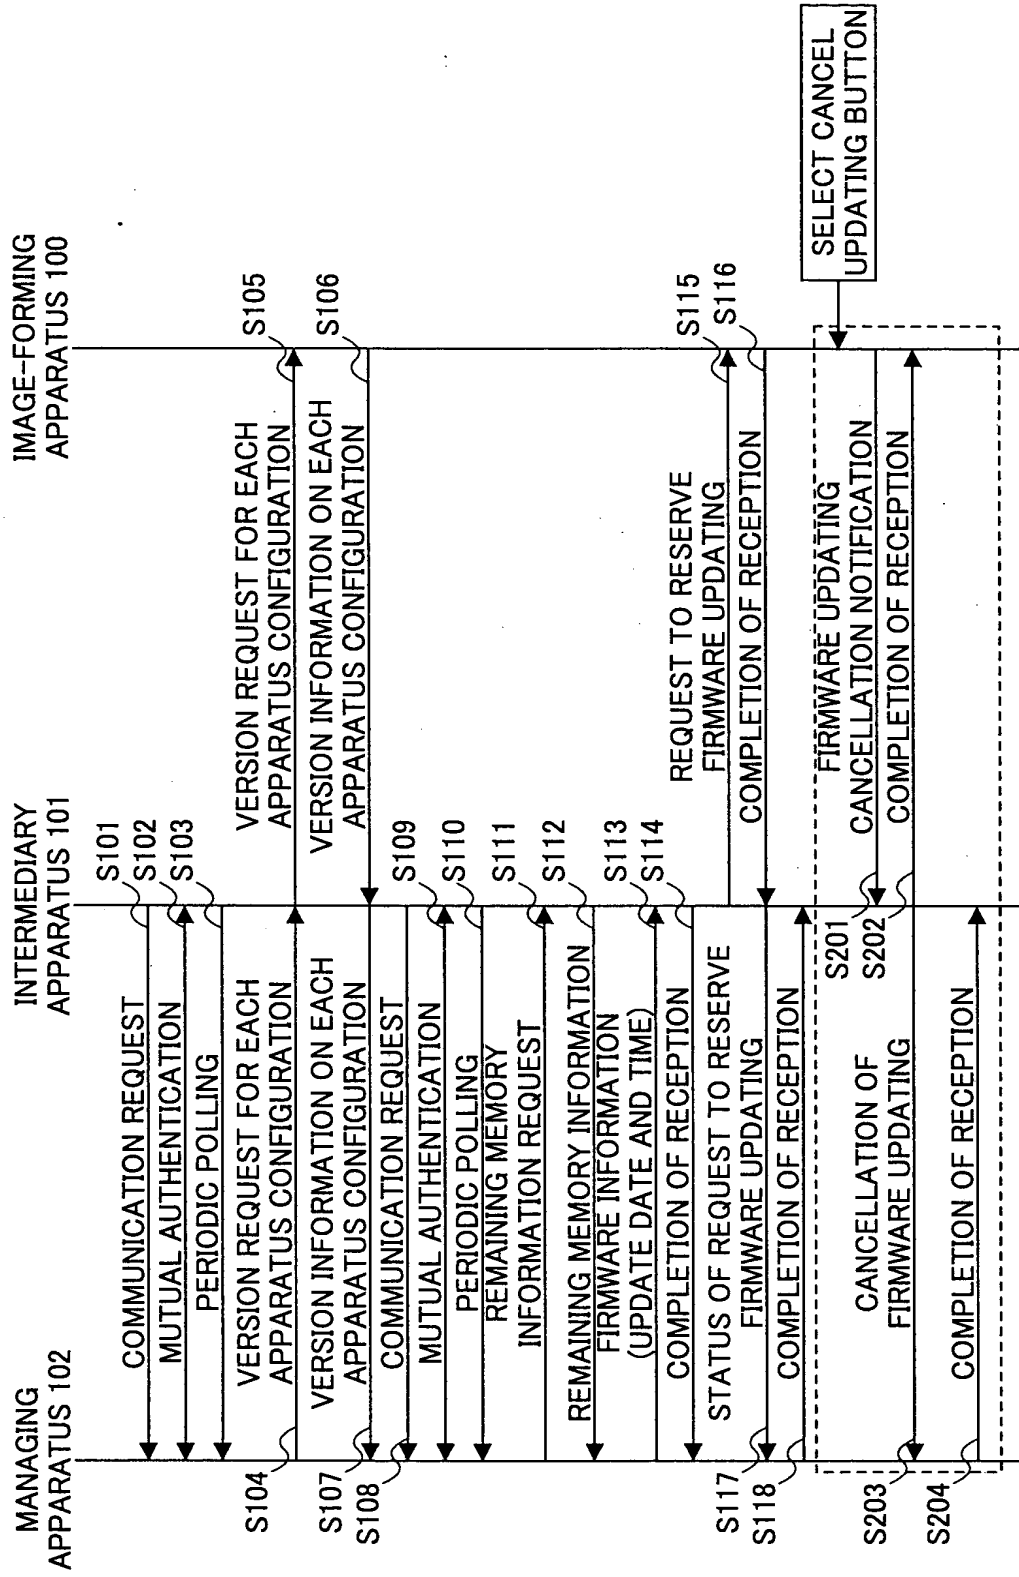 MANAGING
APPARATUS 102
INTERMEDIARY
APPARATUS 101
IMAGE-FORMING
APPARATUS 100
COMMUNICATION REQUEST
S101
MUTUAL AUTHENTICATION
S102
PERIODIC POLLING
S103
VERSION REQUEST FOR EACH
APPARATUS CONFIGURATION
S104
VERSION REQUEST FOR EACH
APPARATUS CONFIGURATION
S105
VERSION INFORMATION ON EACH
APPARATUS CONFIGURATION
S106
VERSION INFORMATION ON EACH
APPARATUS CONFIGURATION
S107
COMMUNICATION REQUEST
S108
MUTUAL AUTHENTICATION
S109
PERIODIC POLLING
S110
REMAINING MEMORY
INFORMATION REQUEST
S111
REMAINING MEMORY INFORMATION
S112
FIRMWARE INFORMATION
(UPDATE DATE AND TIME)
S113
COMPLETION OF RECEPTION
S114
REQUEST TO RESERVE
FIRMWARE UPDATING
S115
COMPLETION OF RECEPTION
S116
STATUS OF REQUEST TO RESERVE
FIRMWARE UPDATING
S117
COMPLETION OF RECEPTION
S118
SELECT CANCEL
UPDATING BUTTON
FIRMWARE UPDATING
CANCELLATION NOTIFICATION
S201
COMPLETION OF RECEPTION
S202
CANCELLATION OF
FIRMWARE UPDATING
S203
COMPLETION OF RECEPTION
S204